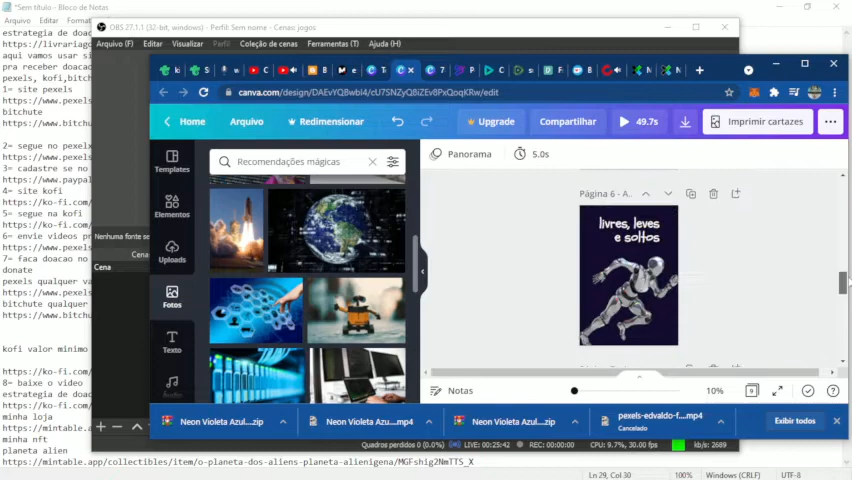 *Sem título - Bloco de Notas
Arquivo Editar Format
estrategia de doac
https://livrariago
aqui vamos usar si
pra receber doacao
pexels, kofi,bitch
1= site pexels
https://www.pexels
bitchute
https://www.bitchu
2= segue no pexelx
https://www.pexels
3= cadastre se no
https://www.paypal
4= site kofi
https://ko-fi.com/
5= segue na kofi
https://ko-fi.com/
6= envie videos pr
https://www.pexels
7= faca doacao no
donate
pexels qualquer va
https://www.pexels
bitchute qualquer
https://www.bitchu
kofi valor minimo
https://ko-fi.com/
8= baixe o video
estrategia de doac
https://ko-fi.com/
minha loja
https://mintable.a
minha nft
planeta alien
https://mintable.app/collectibles/item/o-planeta-dos-aliens-planeta-alienigena/MGFshig2NmTTS_X
Ln 29, Col 30 100% Windows (CRLF) UTF-8
OBS 27.1.1 (32-bit, windows) - Perfil: Sem nome - Cenas: jogos
Arquivo (F) Editar Visualizar Perfil Coleção de cenas Ferramentas (T) Ajuda (H)
Nenhuma fonte se
Cena
Cena
Quadros perdidos 0 (0.0%) LIVE: 00:25:42 REC: 00:00:00 CPU: 9.7%, 30.00 fps kb/s: 2689
canva.com/design/DAEvYQ8wbI4/cU7SNZyQ8iZEv8PxQoqKRw/edit
Home Arquivo Redimensionar Upgrade Compartilhar 49.7s Imprimir cartazes
Templates
Elementos
Uploads
Fotos
Texto
Recomendações mágicas
Panorama 5.0s
Página 6 - A..
livres, leves
e soltos
Notas 10% 9
Neon Violeta Azul....zip Neon Violeta Azu....mp4 Neon Violeta Azul....zip pexels-edvaldo-f....mp4
Cancelado
Exibir todos